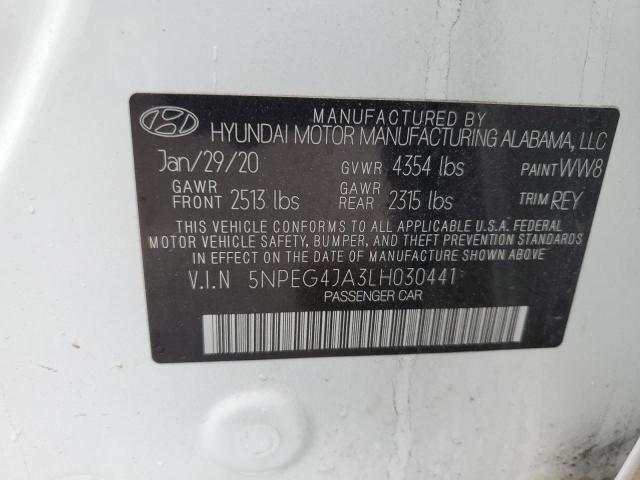 MANUFACTURED BY
HYUNDAI MOTOR MANUFACTURING ALABAMA, LLC
Jan/29/20 GVWR 4354 lbs PAINT WW8
GAWR FRONT 2513 lbs GAWR REAR 2315 lbs TRIM REY
THIS VEHICLE CONFORMS TO ALL APPLICABLE U.S.A. FEDERAL
MOTOR VEHICLE SAFETY, BUMPER, AND THEFT PREVENTION
STANDARDS IN EFFECT ON THE DATE OF MANUFACTURE SHOWN ABOVE
V.I.N 5NPEG4JA3LH030441
PASSENGER CAR